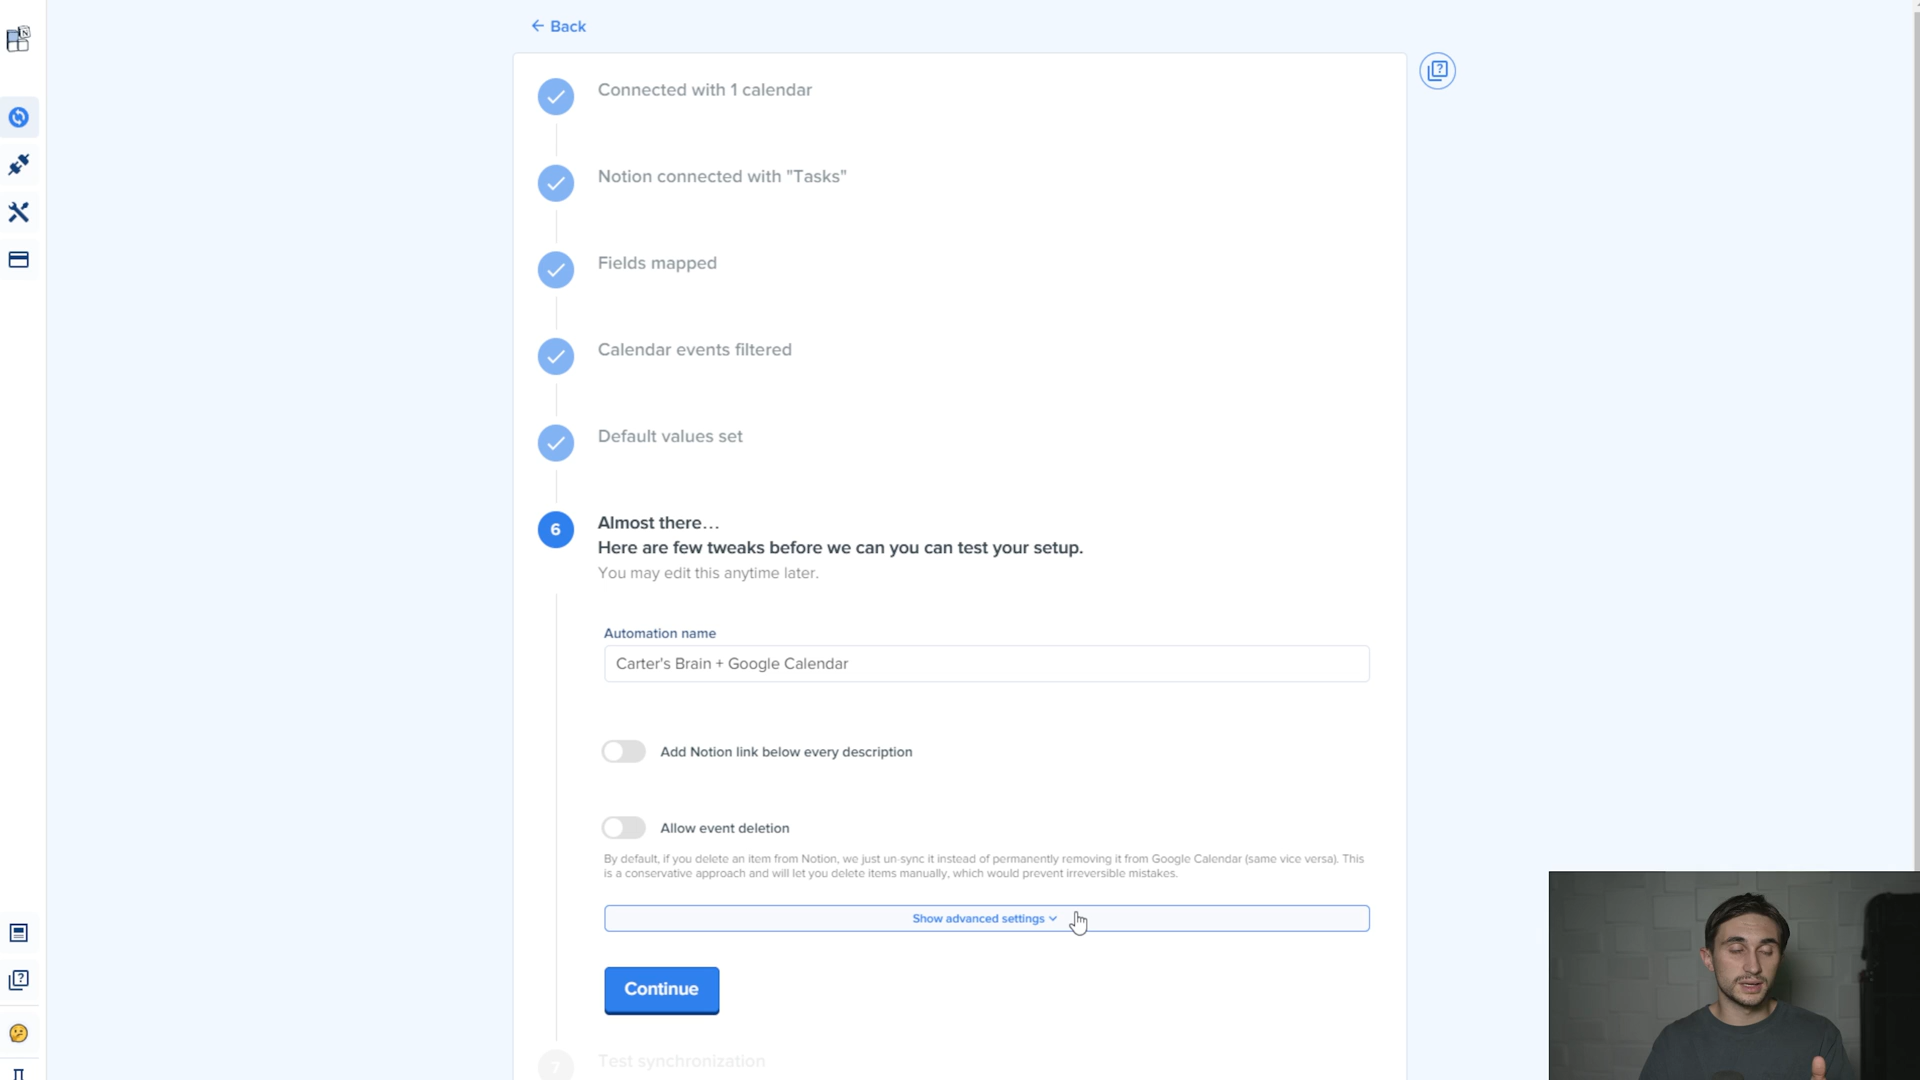 Back
Connected with 1 calendar
Notion connected with "Tasks"
Fields mapped
Calendar events filtered
Default values set
6
Almost there...
Here are few tweaks before we can you can test your setup.
You may edit this anytime later.
Automation name
Carter's Brain + Google Calendar
Add Notion link below every description
Allow event deletion
By default, if you delete an item from Notion, we just un-sync it instead of permanently removing it from Google Calendar (same vice versa). This
is a conservative approach and will let you delete items manually, which would prevent irreversible mistakes.
Show advanced settings
Continue
7
Test synchronization